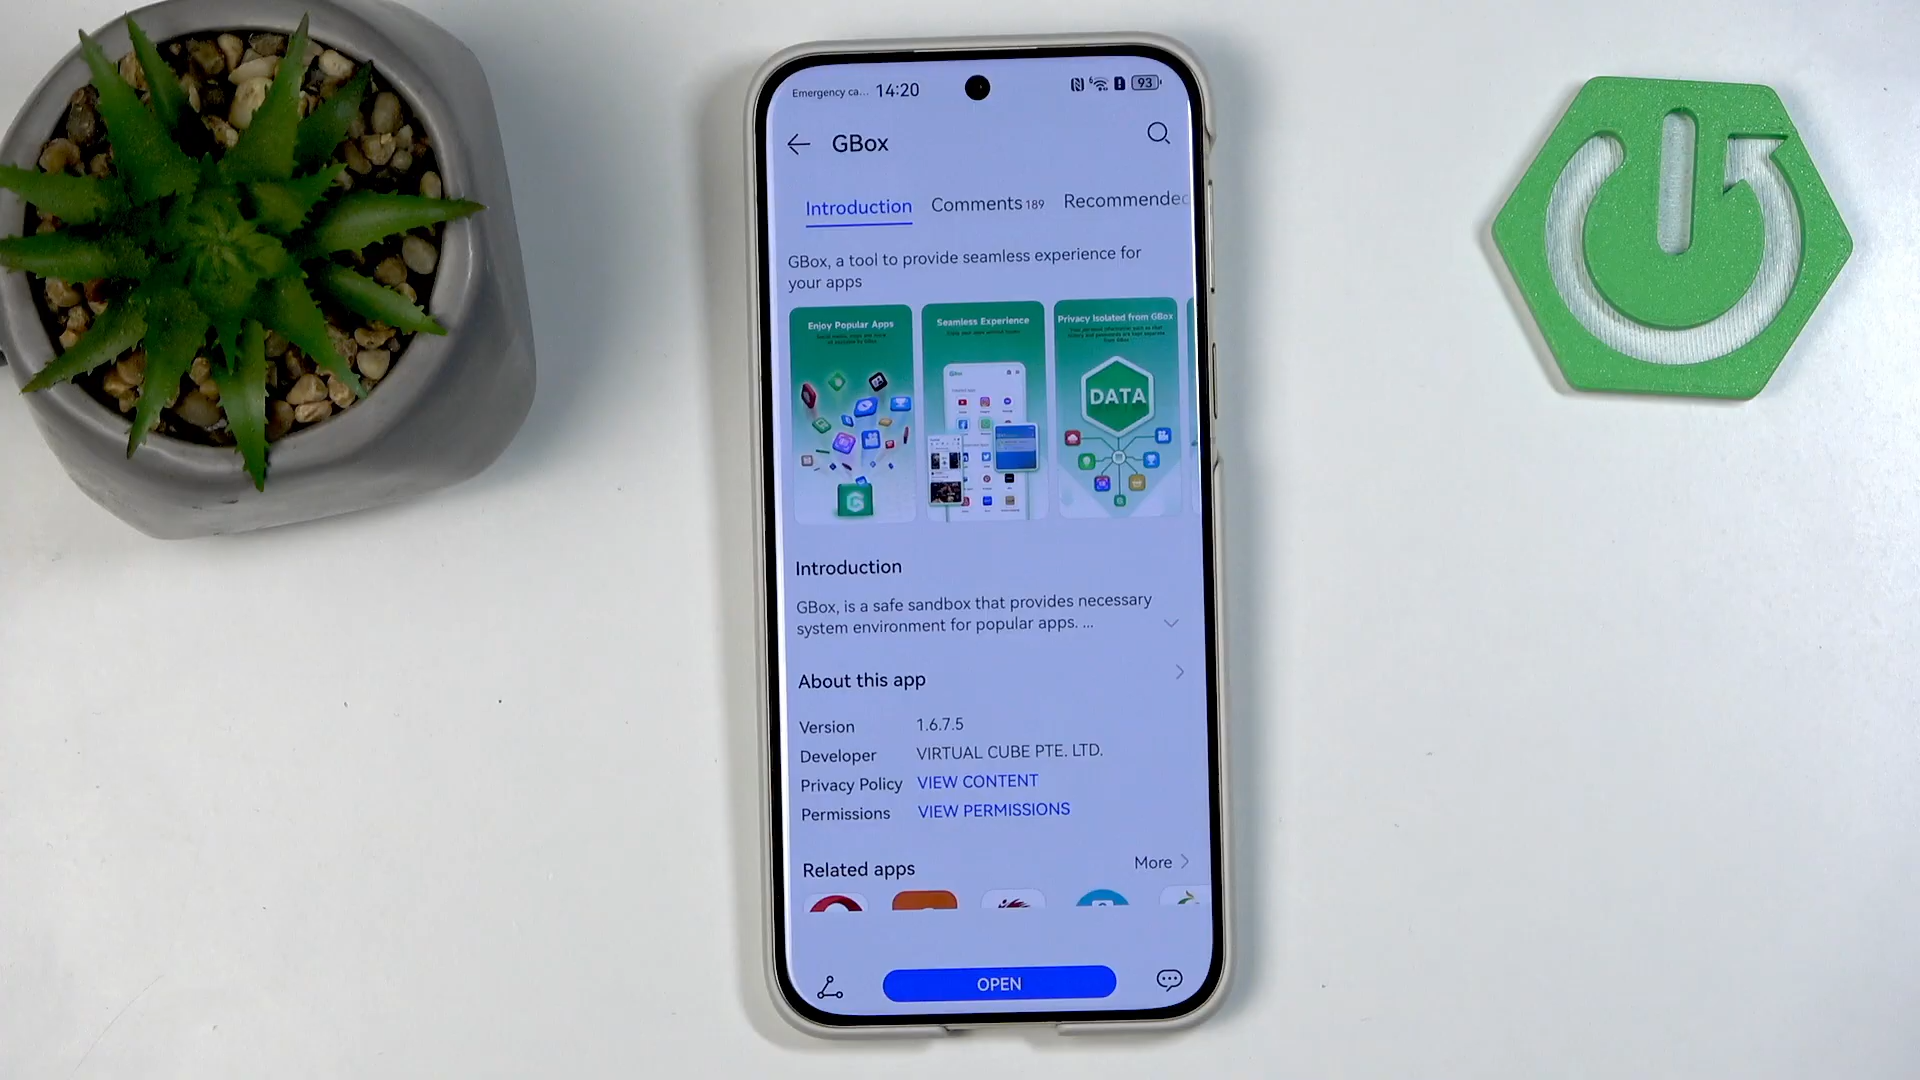 Emergency ca... 14:20 93
GBox
Introduction Comments 189 Recommended
GBox, a tool to provide seamless experience for
your apps
Enjoy Popular Apps
Seamless Experience
Privacy Isolated from GBox
DATA
Introduction
GBox, is a safe sandbox that provides necessary
system environment for popular apps. ...
About this app
Version 1.6.7.5
Developer VIRTUAL CUBE PTE. LTD.
Privacy Policy VIEW CONTENT
Permissions VIEW PERMISSIONS
Related apps More
OPEN